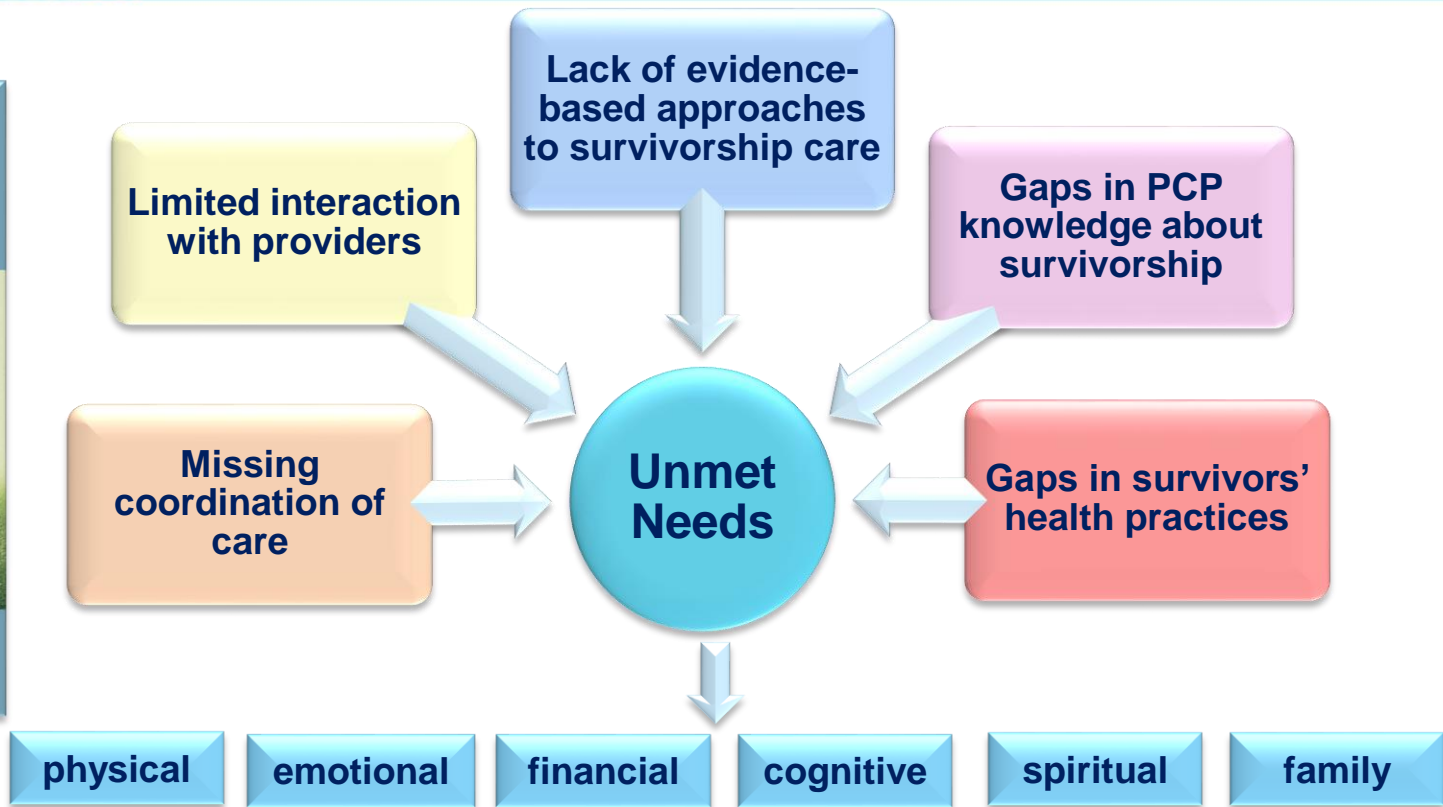 Lack of evidence-
based approaches
to survivorship care
Limited interaction
with providers
Gaps in PCP
knowledge about
survivorship
Missing
coordination of
care
Unmet
Needs
Gaps in survivors’
health practices
physical
emotional
financial
cognitive
spiritual
family